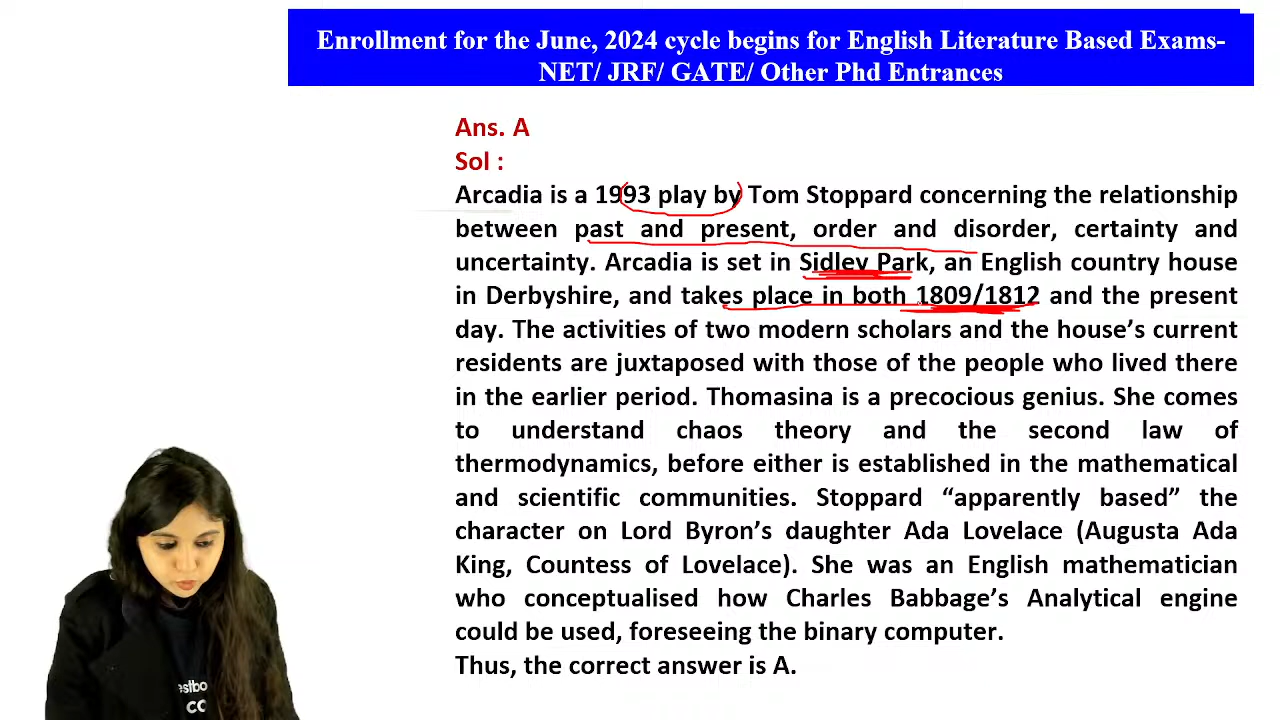 Enrollment for the June, 2024 cycle begins for English Literature Based Exams-
NET/ JRF/ GATE/ Other Phd Entrances
Ans. A
Sol :
Arcadia is a 1993 play by Tom Stoppard concerning the relationship
between past and present, order and disorder, certainty and
uncertainty. Arcadia is set in Sidley Park, an English country house
in Derbyshire, and takes place in both 1809/1812 and the present
day. The activities of two modern scholars and the house's current
residents are juxtaposed with those of the people who lived there
in the earlier period. Thomasina is a precocious genius. She comes
to understand chaos theory and the second law of
thermodynamics, before either is established in the mathematical
and scientific communities. Stoppard “apparently based” the
character on Lord Byron’s daughter Ada Lovelace (Augusta Ada
King, Countess of Lovelace). She was an English mathematician
who conceptualised how Charles Babbage’s Analytical engine
could be used, foreseeing the binary computer.
Thus, the correct answer is A.